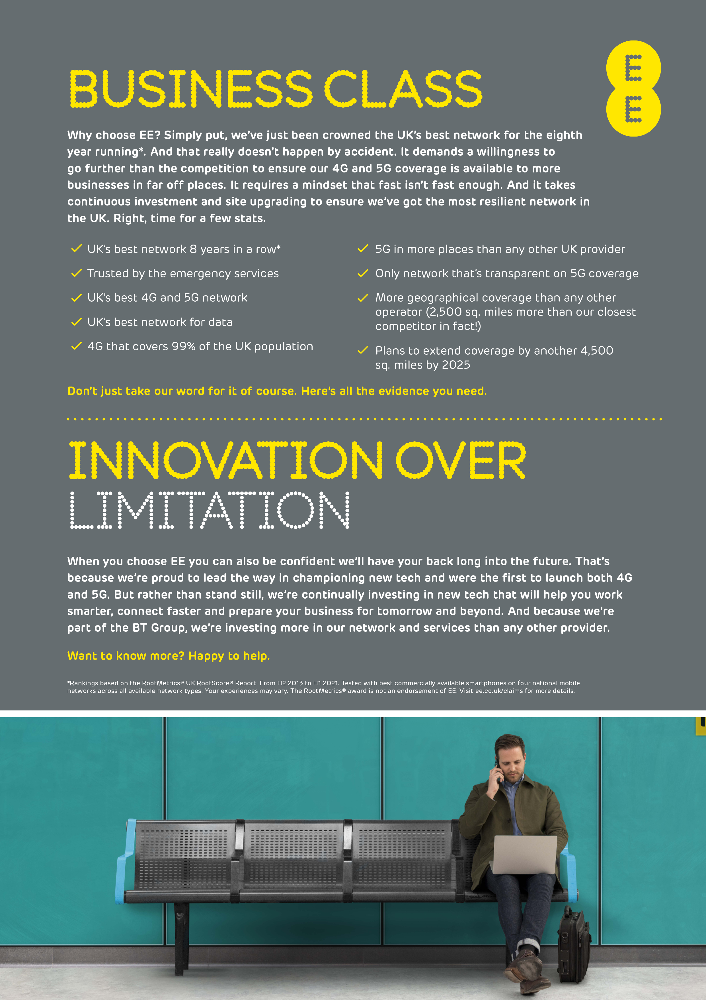 BUSINESS CLASS
E
E
Why choose EE? Simply put, we’ve just been crowned the UK’s best network for the eighth
year running*. And that really doesn’t happen by accident. It demands a willingness to
go further than the competition to ensure our 4G and 5G coverage is available to more
businesses in far off places. It requires a mindset that fast isn’t fast enough. And it takes
continuous investment and site upgrading to ensure we’ve got the most resilient network in
the UK. Right, time for a few stats.
UK’s best network 8 years in a row*
Trusted by the emergency services
UK’s best 4G and 5G network
UK’s best network for data
4G that covers 99% of the UK population
5G in more places than any other UK provider
Only network that’s transparent on 5G coverage
More geographical coverage than any other
operator (2,500 sq. miles more than our closest
competitor in fact!)
Plans to extend coverage by another 4,500
sq. miles by 2025
Don’t just take our word for it of course. Here’s all the evidence you need.
INNOVATION OVER
LIMITATION
When you choose EE you can also be confident we’ll have your back long into the future. That’s
because we’re proud to lead the way in championing new tech and were the first to launch both 4G
and 5G. But rather than stand still, we’re continually investing in new tech that will help you work
smarter, connect faster and prepare your business for tomorrow and beyond. And because we’re
part of the BT Group, we’re investing more in our network and services than any other provider.
Want to know more? Happy to help.
*Rankings based on the RootMetrics® UK RootScore® Report: From H2 2013 to H1 2021. Tested with best commercially available smartphones on four national mobile
networks across all available network types. Your experiences may vary. The RootMetrics® award is not an endorsement of EE. Visit ee.co.uk/claims for more details.